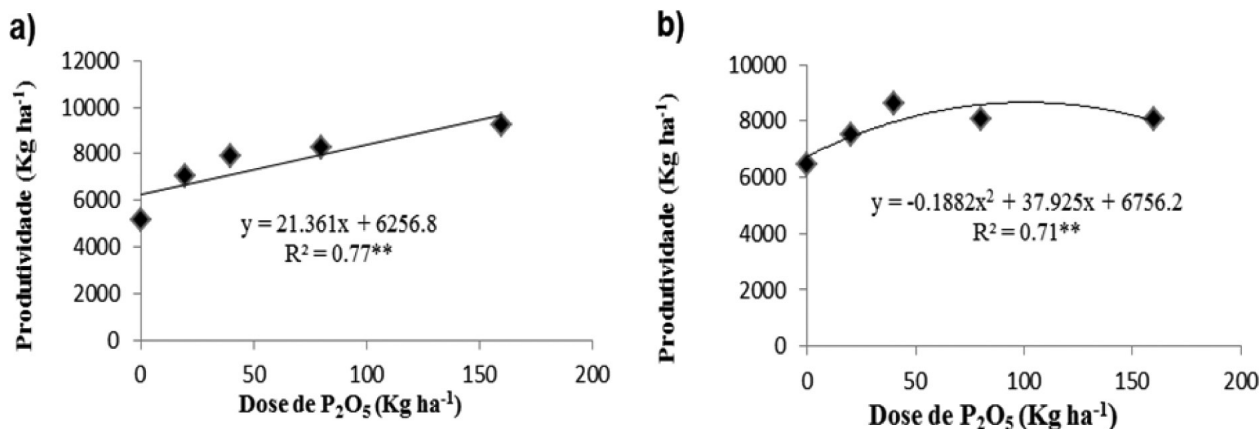 a)
Produtividade (Kg ha⁻¹)
12000
10000
8000
6000
4000
2000
0
y = 21.361x + 6256.8
R² = 0.77**
0 50 100 150 200
Dose de P₂O₅ (Kg ha⁻¹)
b)
Produtividade (Kg ha⁻¹)
10000
8000
6000
4000
2000
0
y = -0.1882x² + 37.925x + 6756.2
R² = 0.71**
0 50 100 150 200
Dose de P₂O₅ (Kg ha⁻¹)